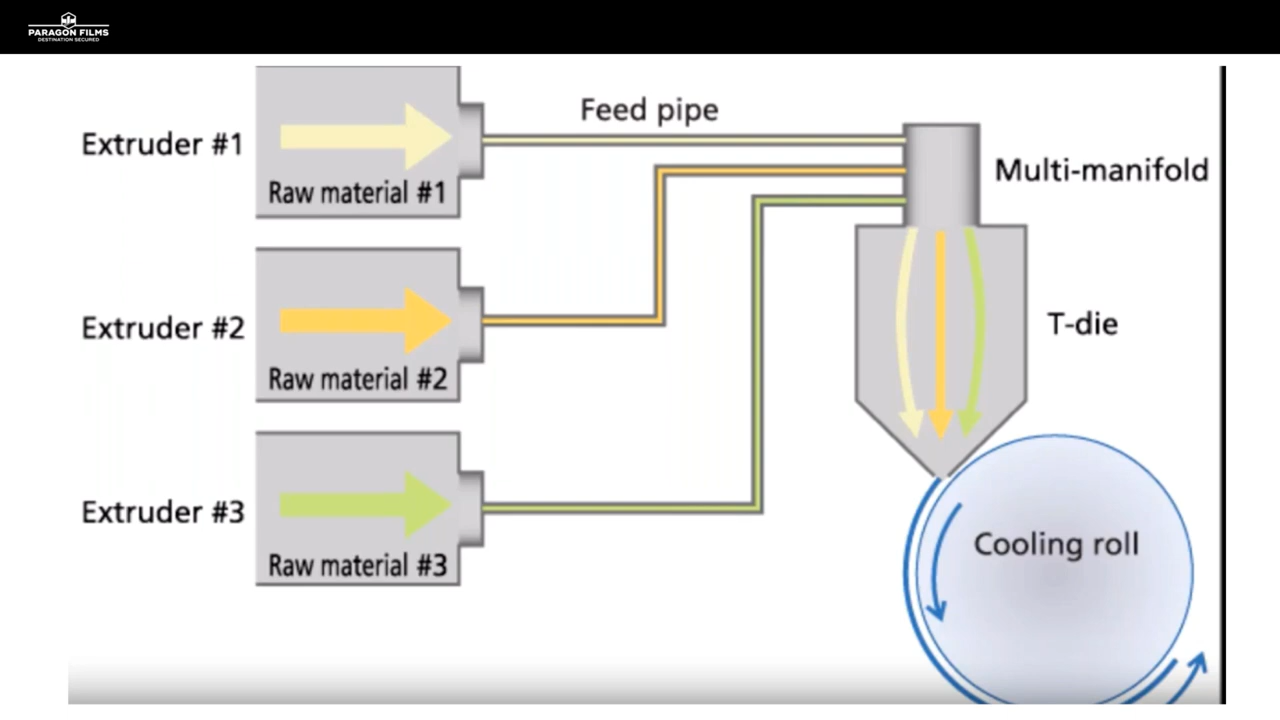 PARAGON FILMS
DESTINATION SECURED
Feed pipe
Extruder #1
Raw material #1
Multi-manifold
Extruder #2
Raw material #2
T-die
Extruder #3
Raw material #3
Cooling roll